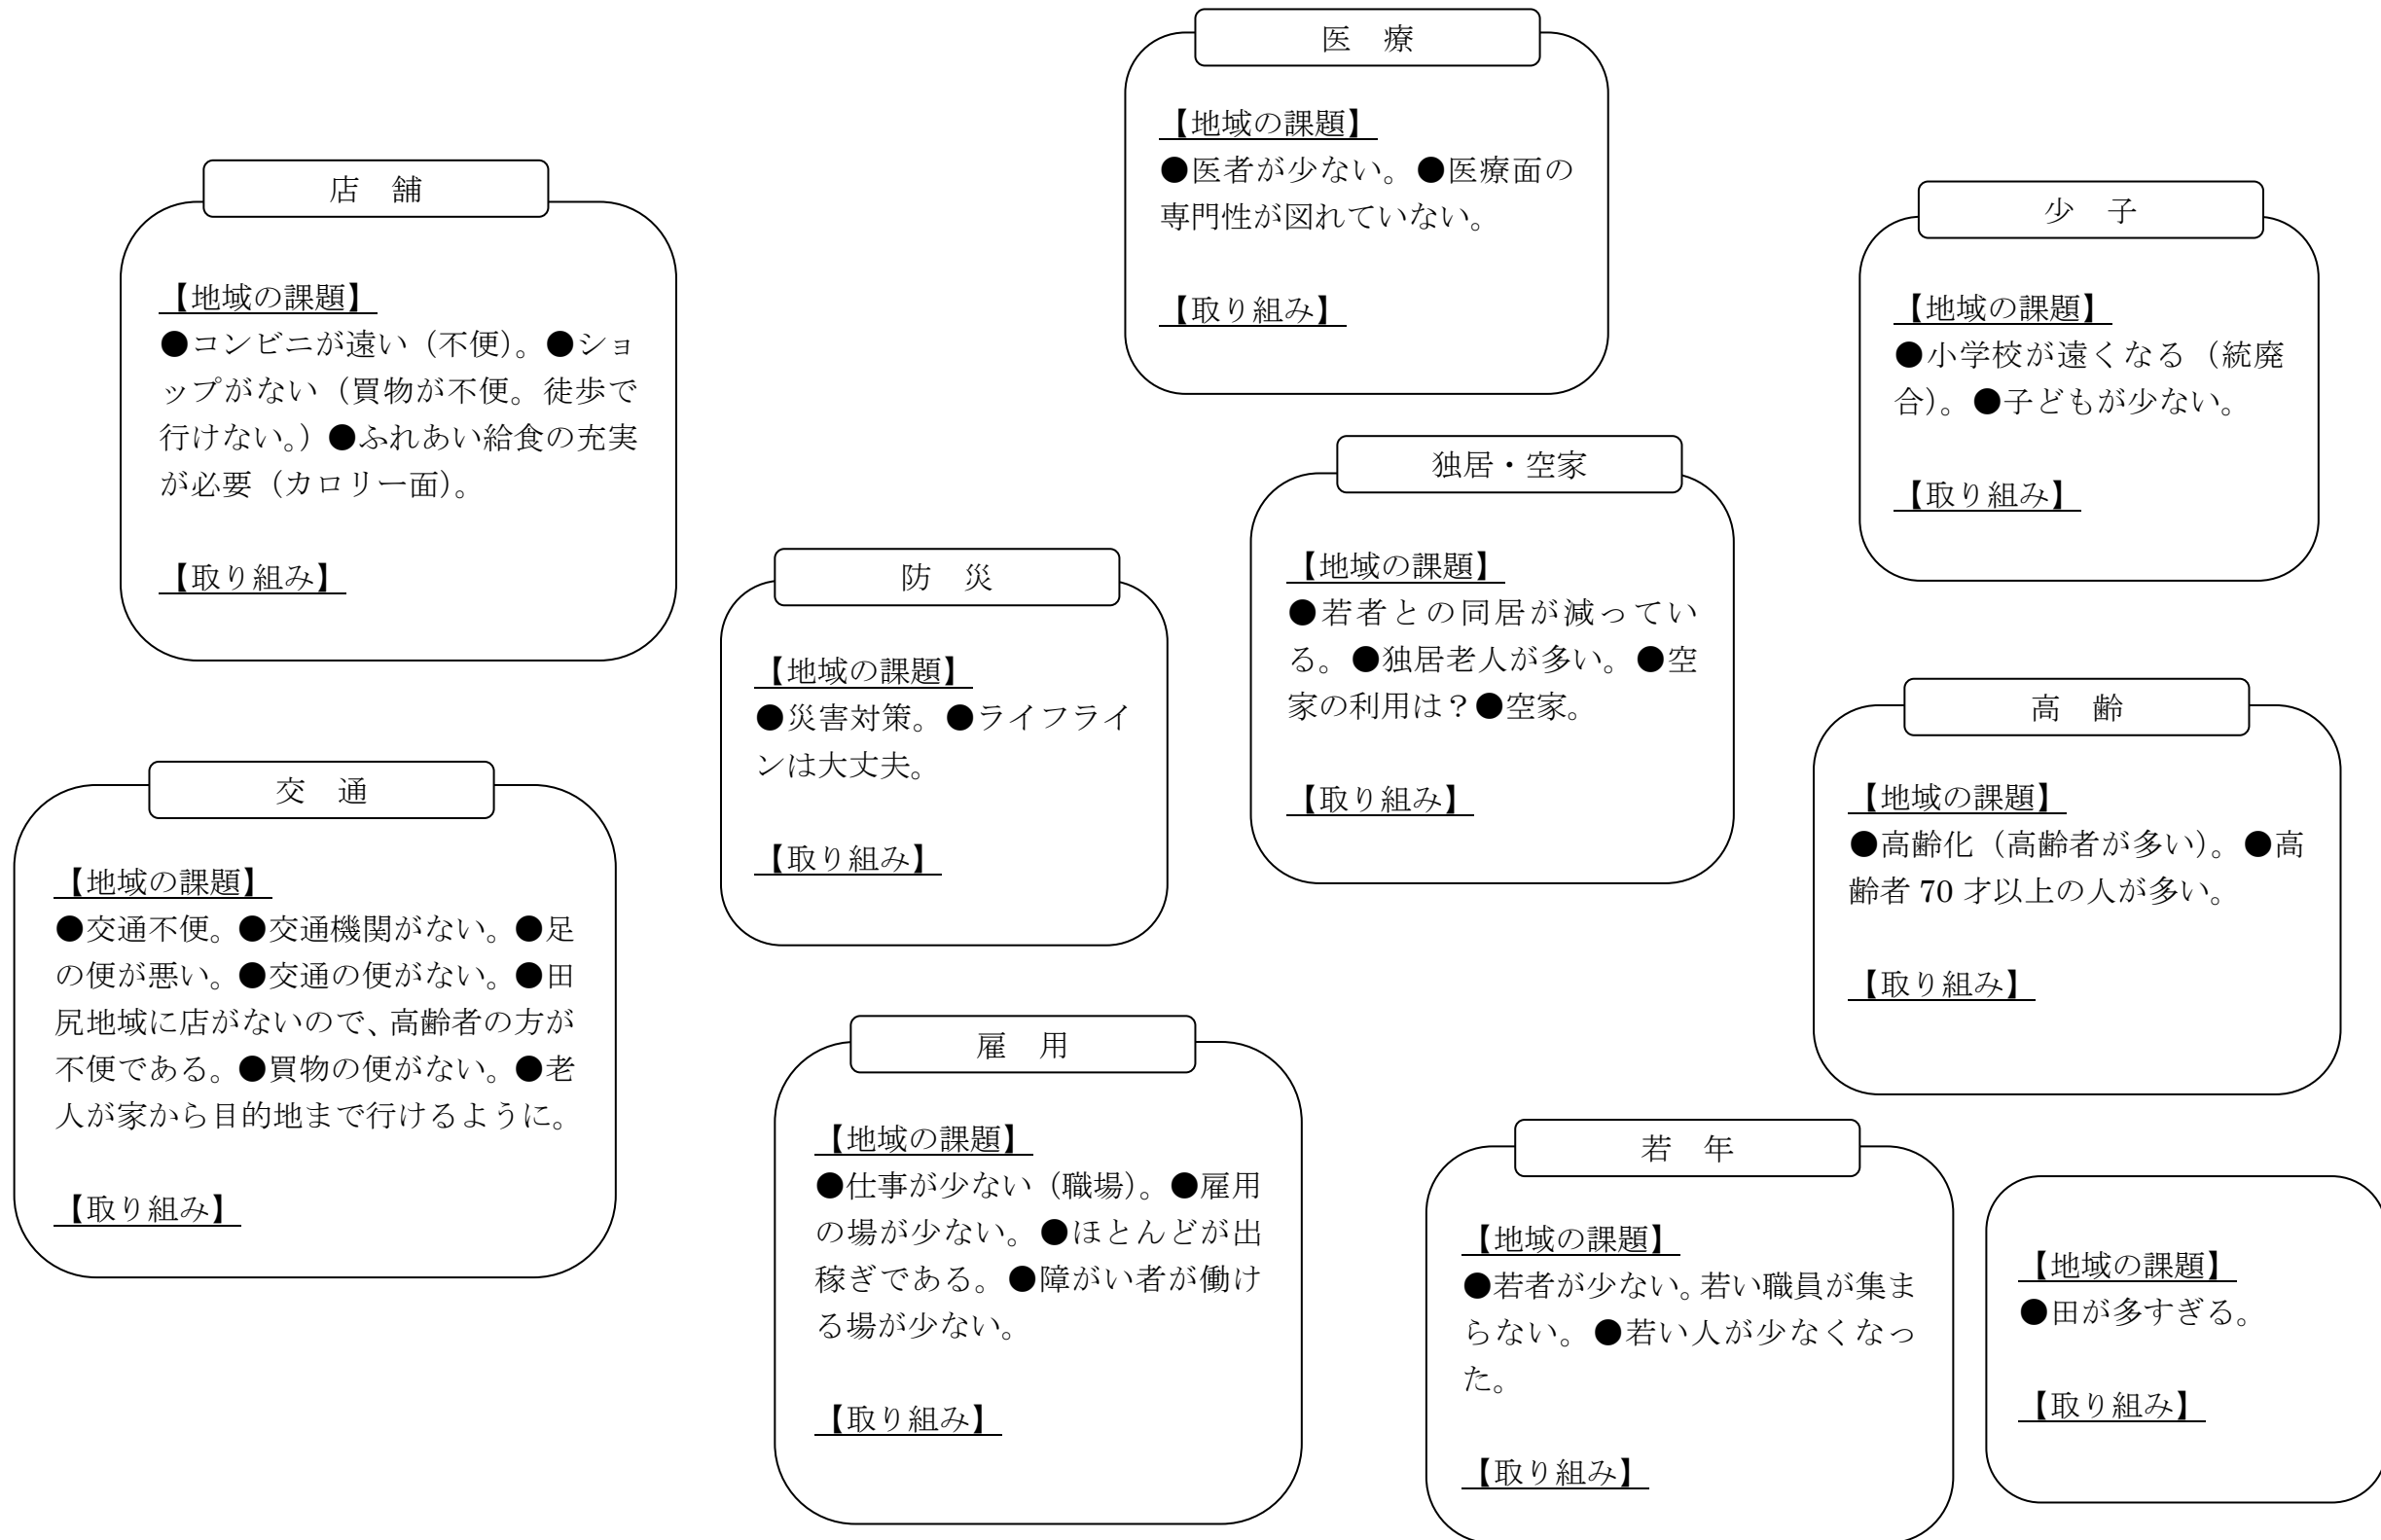 医　療
【地域の課題】
●医者が少ない。●医療面の
専門性が図れていない。
【取り組み】
店　舗
【地域の課題】
●コンビニが遠い（不便）。●ショ
ップがない（買物が不便。徒歩で
行けない。）●ふれあい給食の充実
が必要（カロリー面）。
【取り組み】
少　子
【地域の課題】
●小学校が遠くなる（統廃
合）。●子どもが少ない。
【取り組み】
独居・空家
【地域の課題】
●若者との同居が減ってい
る。●独居老人が多い。●空
家の利用は？●空家。
【取り組み】
防　災
【地域の課題】
●災害対策。●ライフライ
ンは大丈夫。
【取り組み】
高　齢
【地域の課題】
●高齢化（高齢者が多い）。●高
齢者 70 才以上の人が多い。
【取り組み】
交　通
【地域の課題】
●交通不便。●交通機関がない。●足
の便が悪い。●交通の便がない。●田
尻地域に店がないので、高齢者の方が
不便である。●買物の便がない。●老
人が家から目的地まで行けるように。
【取り組み】
雇　用
【地域の課題】
●仕事が少ない（職場）。●雇用
の場が少ない。●ほとんどが出
稼ぎである。●障がい者が働け
る場が少ない。
【取り組み】
若　年
【地域の課題】
●若者が少ない。若い職員が集ま
らない。●若い人が少なくなっ
た。
【取り組み】
【地域の課題】
●田が多すぎる。
【取り組み】